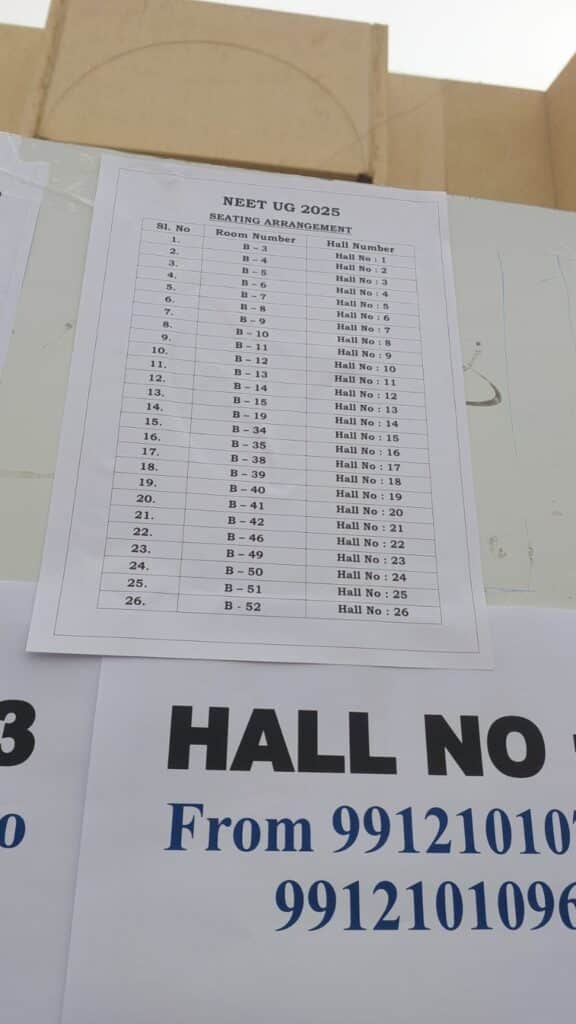 NEET UG 2025
SEATING ARRANGEMENT
Sl. No Room Number Hall Number
1. B - 3 Hall No : 1
2. B - 4 Hall No : 2
3. B - 5 Hall No : 3
4. B - 6 Hall No : 4
5. B - 7 Hall No : 5
6. B - 8 Hall No : 6
7. B - 9 Hall No : 7
8. B - 10 Hall No : 8
9. B - 11 Hall No : 9
10. B - 12 Hall No : 10
11. B - 13 Hall No : 11
12. B - 14 Hall No : 12
13. B - 15 Hall No : 13
14. B - 19 Hall No : 14
15. B - 34 Hall No : 15
16. B - 35 Hall No : 16
17. B - 38 Hall No : 17
18. B - 39 Hall No : 18
19. B - 40 Hall No : 19
20. B - 41 Hall No : 20
21. B - 42 Hall No : 21
22. B - 46 Hall No : 22
23. B - 49 Hall No : 23
24. B - 50 Hall No : 24
25. B - 51 Hall No : 25
26. B - 52 Hall No : 26
3
HALL NO
o
From 99121010
9912101096